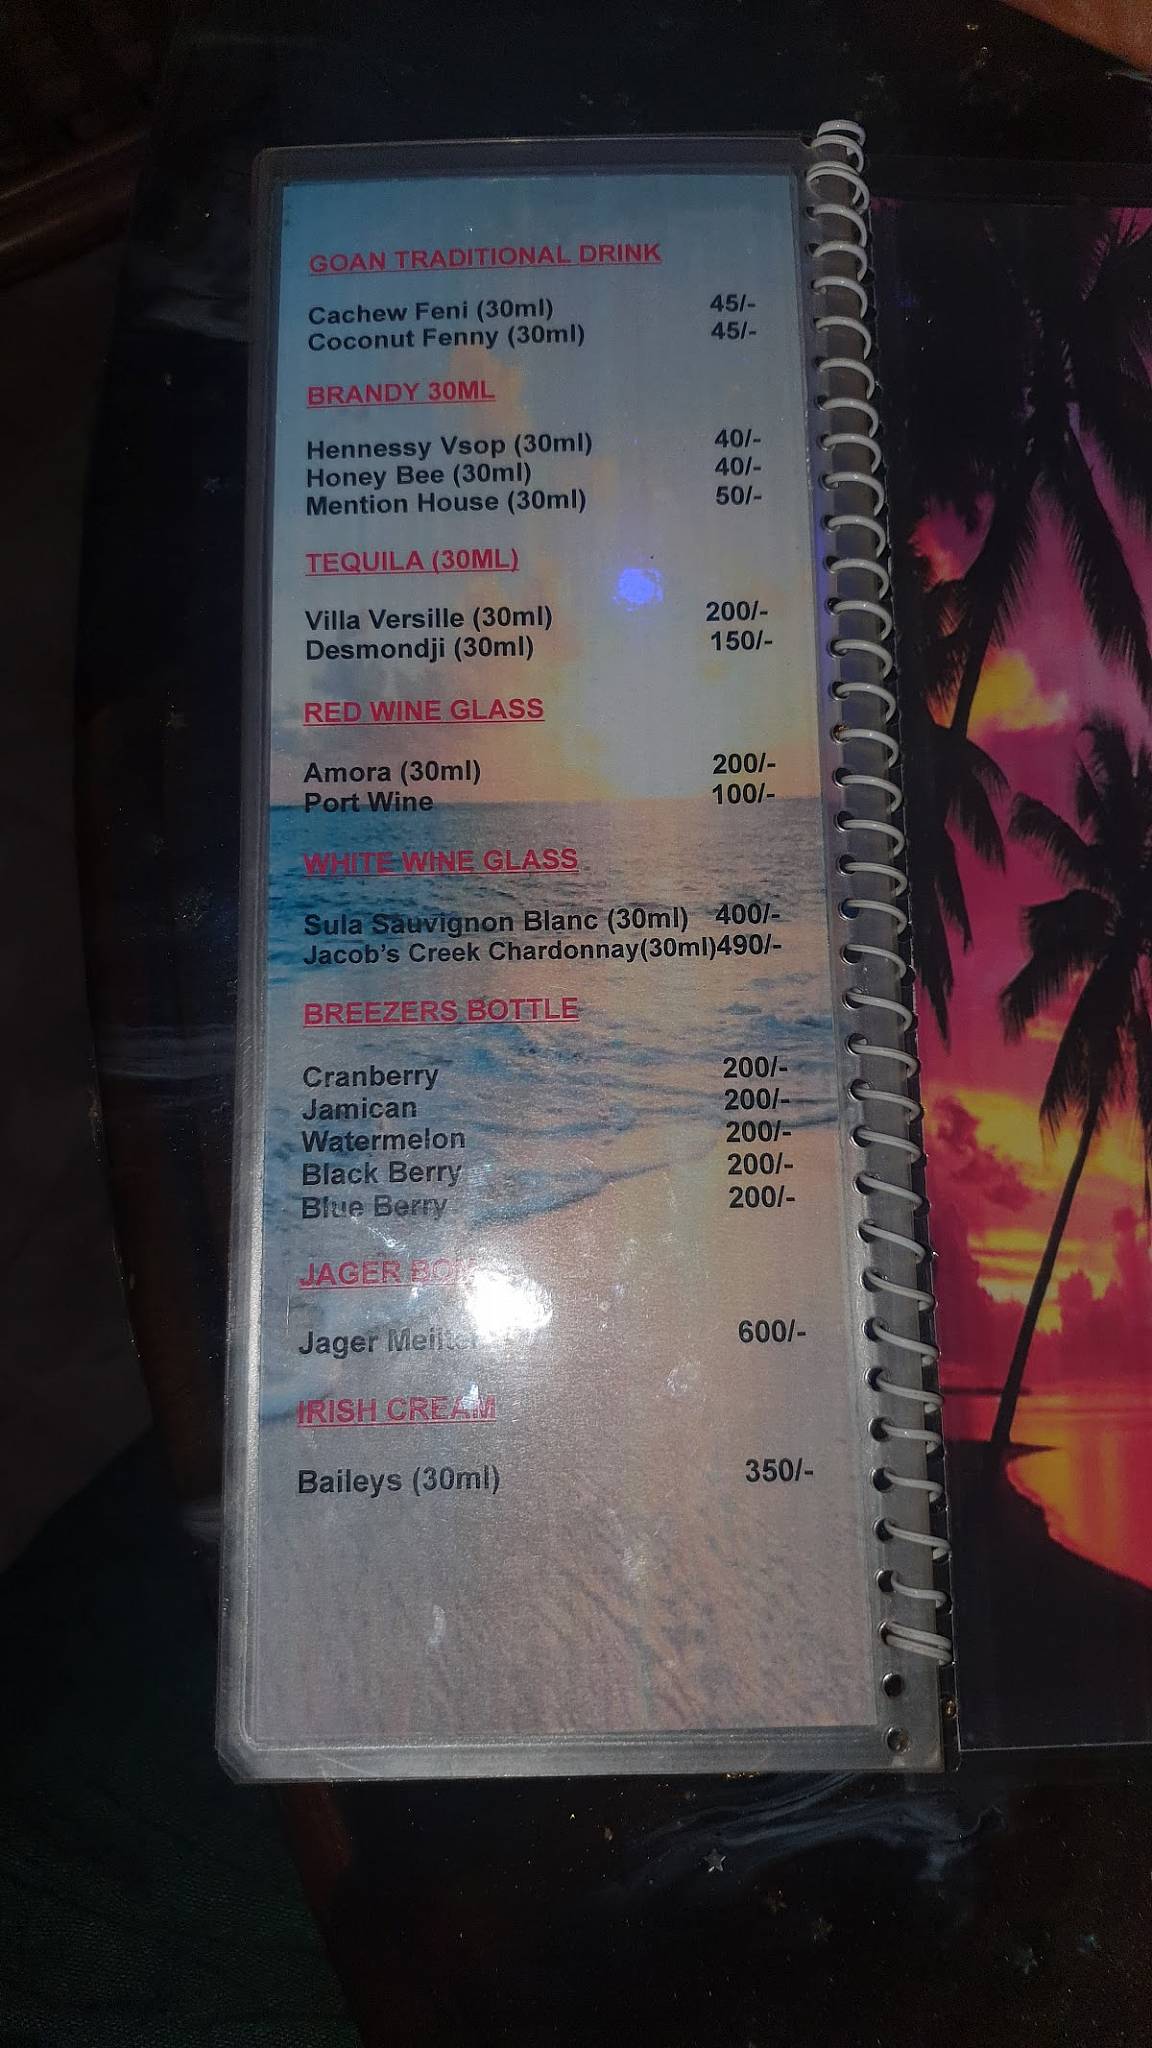 GOAN TRADITIONAL DRINK
Cachew Feni (30ml) 45/-
Coconut Fenny (30ml) 45/-
BRANDY 30ML
Hennessy Vsop (30ml) 40/-
Honey Bee (30ml) 40/-
Mention House (30ml) 50/-
TEQUILA (30ML)
Villa Versille (30ml) 200/-
Desmondji (30ml) 150/-
RED WINE GLASS
Amora (30ml) 200/-
Port Wine 100/-
WHITE WINE GLASS
Sula Sauvignon Blanc (30ml) 400/-
Jacob's Creek Chardonnay(30ml)490/-
BREEZERS BOTTLE
Cranberry 200/-
Jamican 200/-
Watermelon 200/-
Black Berry 200/-
Blue Berry 200/-
JAGER
Jager 600/-
IRISH CREAM
Baileys (30ml) 350/-